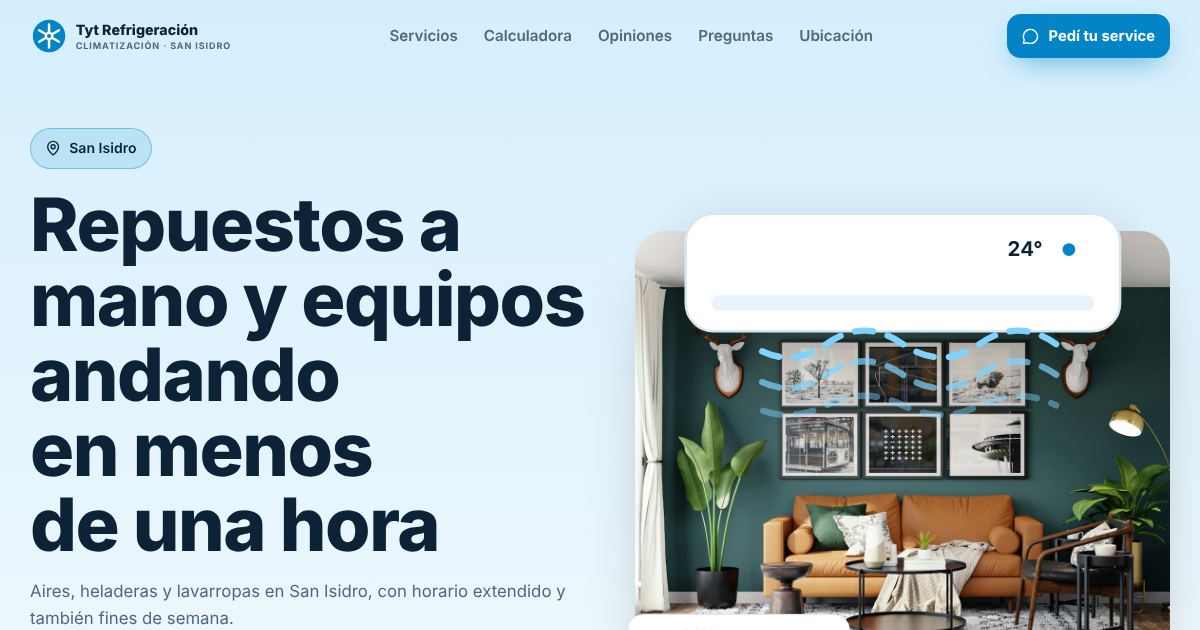 Tyt Refrigeración
CLIMATIZACIÓN · SAN ISIDRO
Servicios
Calculadora
Opiniones
Preguntas
Ubicación
Pedí tu service
San Isidro
Repuestos a
mano y equipos
andando
en menos
de una hora
24°
Aires, heladeras y lavarropas en San Isidro, con horario extendido y
también fines de semana.